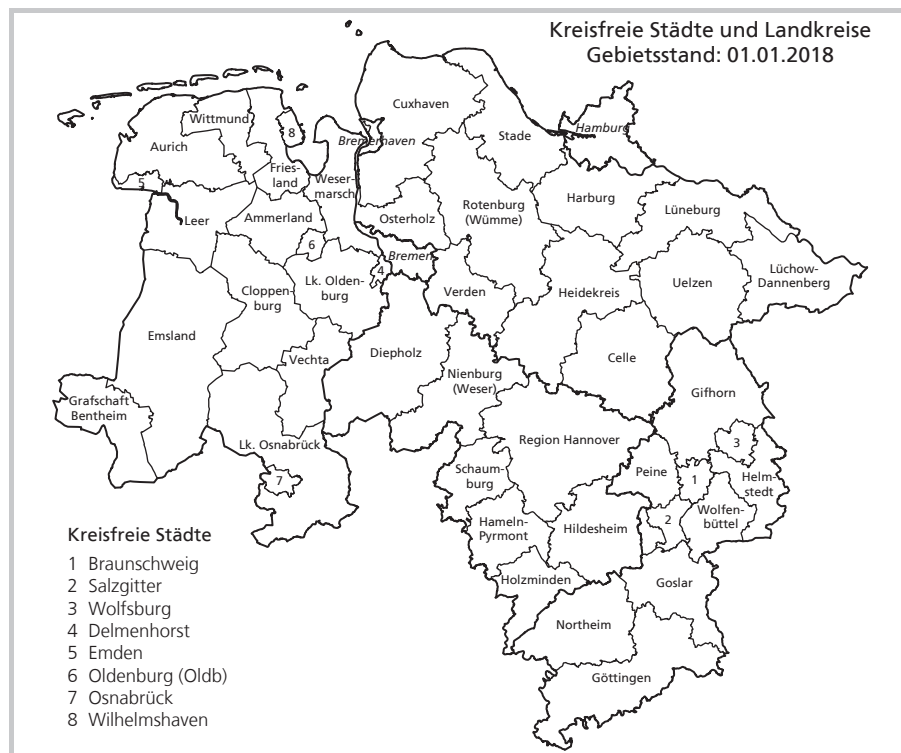 Kreisfreie Städte und Landkreise
Gebietsstand: 01.01.2018
Cuxhaven
Wittmund
8
Stade
Hamburg
Aurich
Bremerhaven
Fries-
land
Weser-
marsch
5
Harburg
Leer
Ammerland
Osterholz
Rotenburg
(Wümme)
Lüneburg
6
Bremen
4
Lk. Olden-
burg
Cloppen-
burg
Verden
Heidekreis
Uelzen
Lüchow-
Dannenberg
Emsland
Vechta
Diepholz
Nienburg
(Weser)
Celle
Gifhorn
Grafschaft
Bentheim
Lk. Osnabrück
Region Hannover
3
7
Schaum-
burg
Peine
1
Helm-
stedt
2
Wolfen-
büttel
Hameln-
Pyrmont
Hildesheim
Holzminden
Goslar
Northeim
Göttingen
Kreisfreie Städte
1 Braunschweig
2 Salzgitter
3 Wolfsburg
4 Delmenhorst
5 Emden
6 Oldenburg (Oldb)
7 Osnabrück
8 Wilhelmshaven